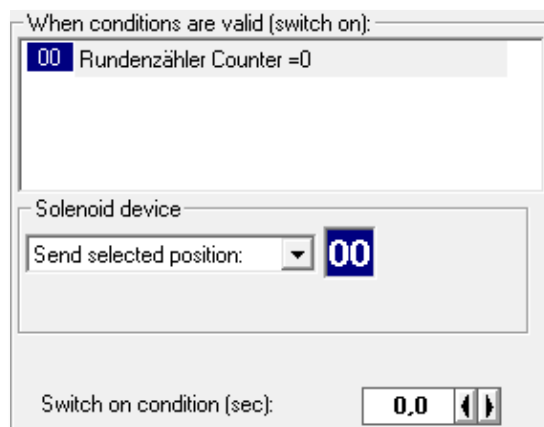 When conditions are valid (switch on):
00 Rundenzähler Counter =0
Solenoid device
Send selected position: 00
Switch on condition (sec): 0,0